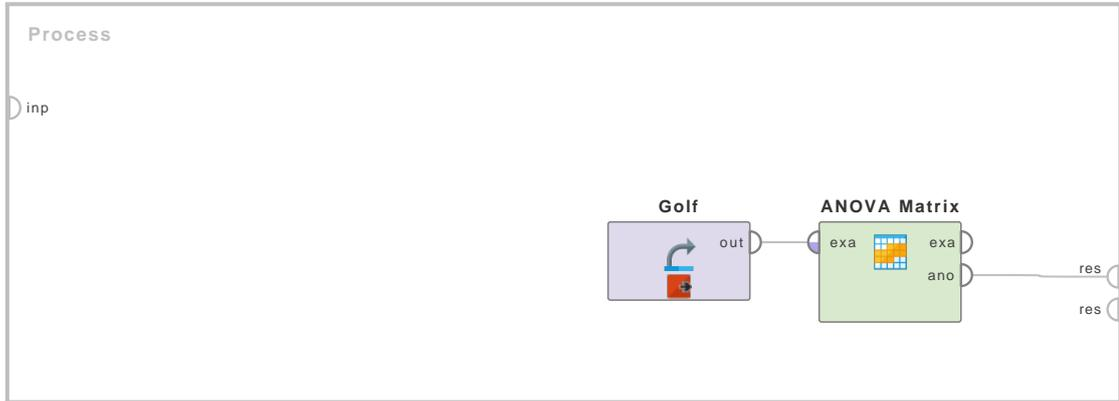 Process
inp
Golf
ANOVA Matrix
out
exa
exa
ano
res
res